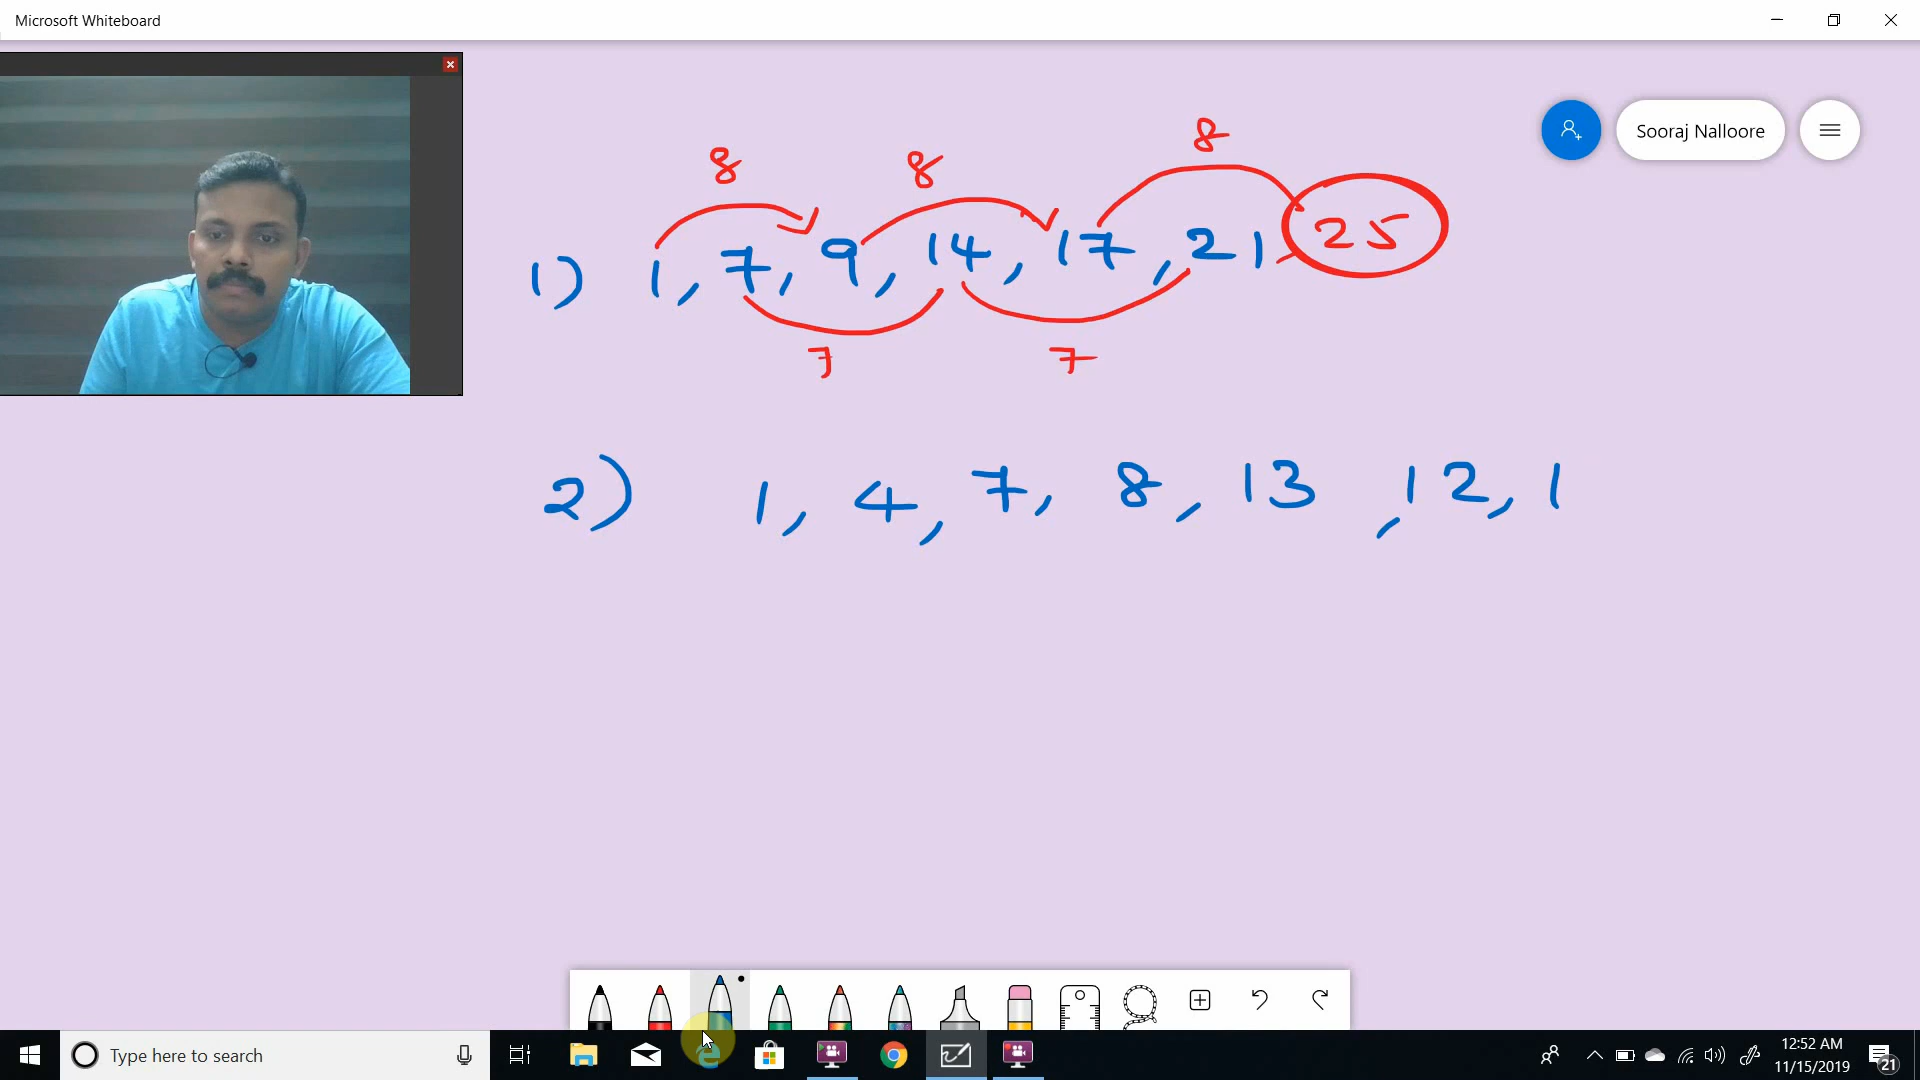 Microsoft Whiteboard
Sooraj Nalloore
8 8 8
1) 1, 7, 9, 14, 17, 21, 25
7 7
2) 1, 4, 7, 8, 13, 12, 1
Type here to search
12:52 AM
11/15/2019
21